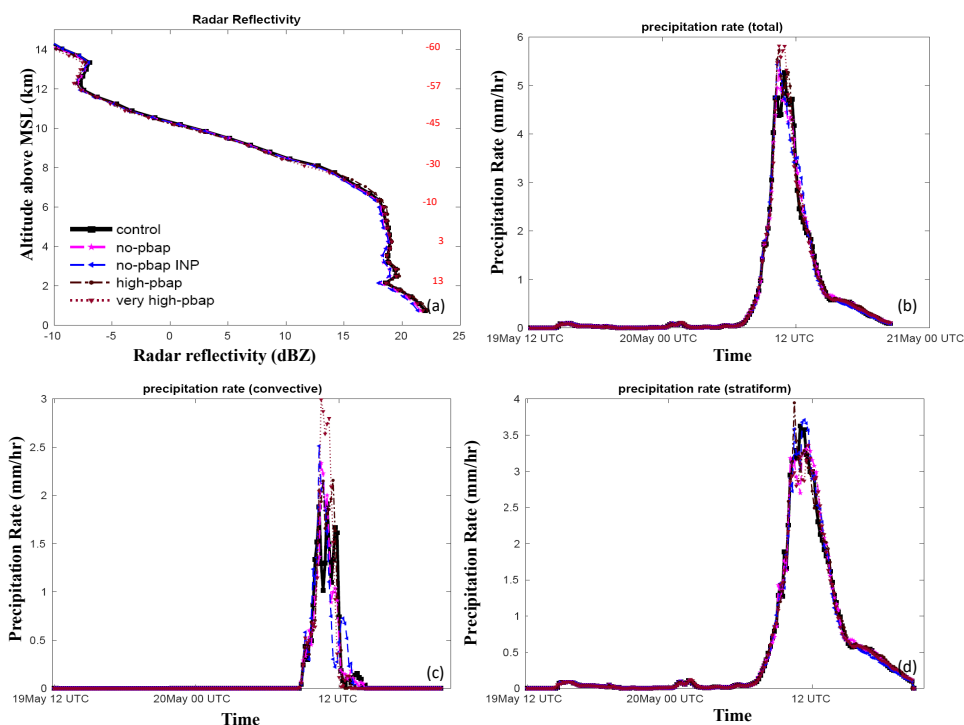 Radar Reflectivity
14
12
10
8
6
4
2
0
Altitude above MSL (km)
-60
-57
-45
-30
-10
3
13
control
no-pbap
no-pbap INP
high-pbap
very high-pbap
(a)
-10
-5
0
5
10
15
20
25
Radar reflectivity (dBZ)
precipitation rate (total)
6
5
4
3
2
1
0
Precipitation Rate (mm/hr)
(b)
19May 12 UTC
20May 00 UTC
12 UTC
21May 00 UTC
Time
precipitation rate (convective)
3
2.5
2
1.5
1
0.5
0
Precipitation Rate (mm/hr)
(c)
19May 12 UTC
20May 00 UTC
12 UTC
Time
precipitation rate (stratiform)
4
3.5
3
2.5
2
1.5
1
0.5
0
Precipitation Rate (mm/hr)
(d)
19May 12 UTC
20May 00 UTC
12 UTC
Time